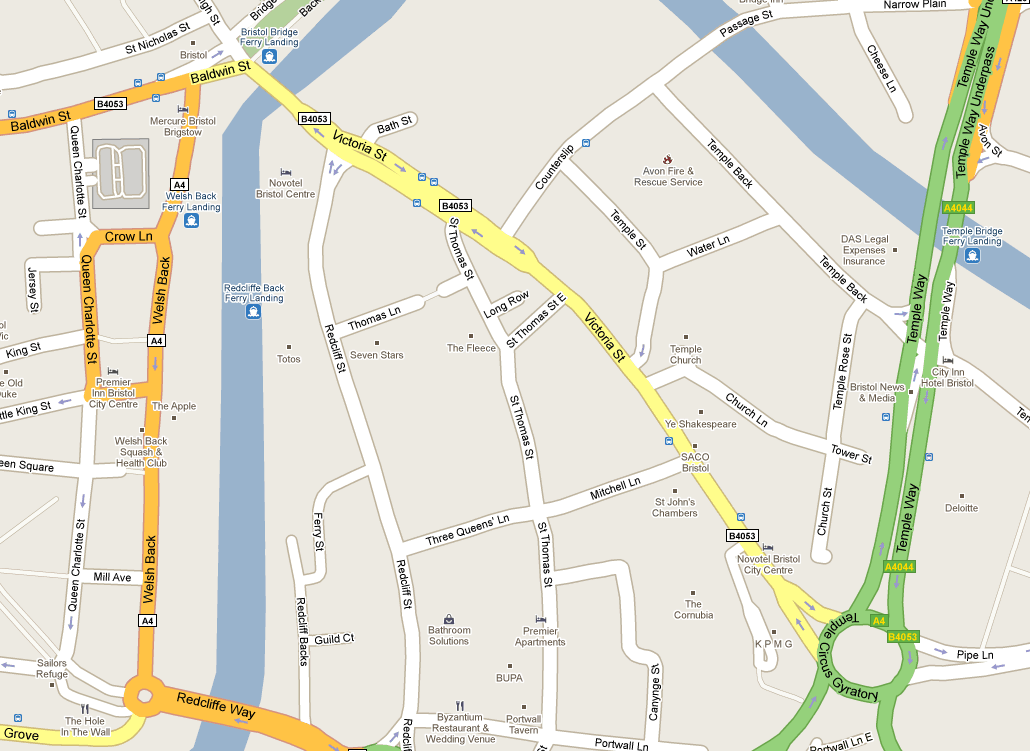 Narrow Plain
Passage St
St Nicholas St
Bristol Bridge
Ferry Landing
Bristol
Baldwin St
B4053
Baldwin St
Mercure Bristol
Brigstow
Cheese Ln
Temple Way Underpass
Avon St
B4053
Bath St
Victoria St
Counterslip
Queen Charlotte St
A4
Welsh Back
Ferry Landing
Novotel
Bristol Centre
Avon Fire &
Rescue Service
Temple Back
B4053
A4044
Temple Bridge
Ferry Landing
Crow Ln
St Thomas St
Temple St
Water Ln
DAS Legal
Expenses
Insurance
Temple Back
Jersey St
Queen Charlotte St
Welsh Back
Redcliff Back
Ferry Landing
Thomas Ln
Long Row
St Thomas St E
Victoria St
Temple Way
Temple Way
King St
A4
Redcliff St
Totos
Seven Stars
The Fleece
Temple
Church
Temple Rose St
City Inn
Hotel Bristol
Premier
Inn Bristol
City Centre
The Apple
Bristol News
& Media
St Thomas St
Church Ln
Ye Shakespeare
Welsh Back
Squash &
Health Club
SACO
Bristol
Tower St
Mitchell Ln
St John's
Chambers
Church St
Temple Way
Deloitte
Three Queens' Ln
Ferry St
Queen Charlotte St
Welsh Back
B4053
Novotel Bristol
City Centre
St Thomas St
A4044
Mill Ave
Redcliff St
A4
Redcliff Backs
Guild Ct
Bathroom
Solutions
Premier
Apartments
The
Cornubia
KPMG
A4
B4053
Temple Circus Gyratory
Pipe Ln
Sailors
Refuge
BUPA
Canynge St
Redcliffe Way
The Hole
In The Wall
Grove
Byzantium
Restaurant &
Wedding Venue
Portwall
Tavern
Portwall Ln
Portwall Ln E